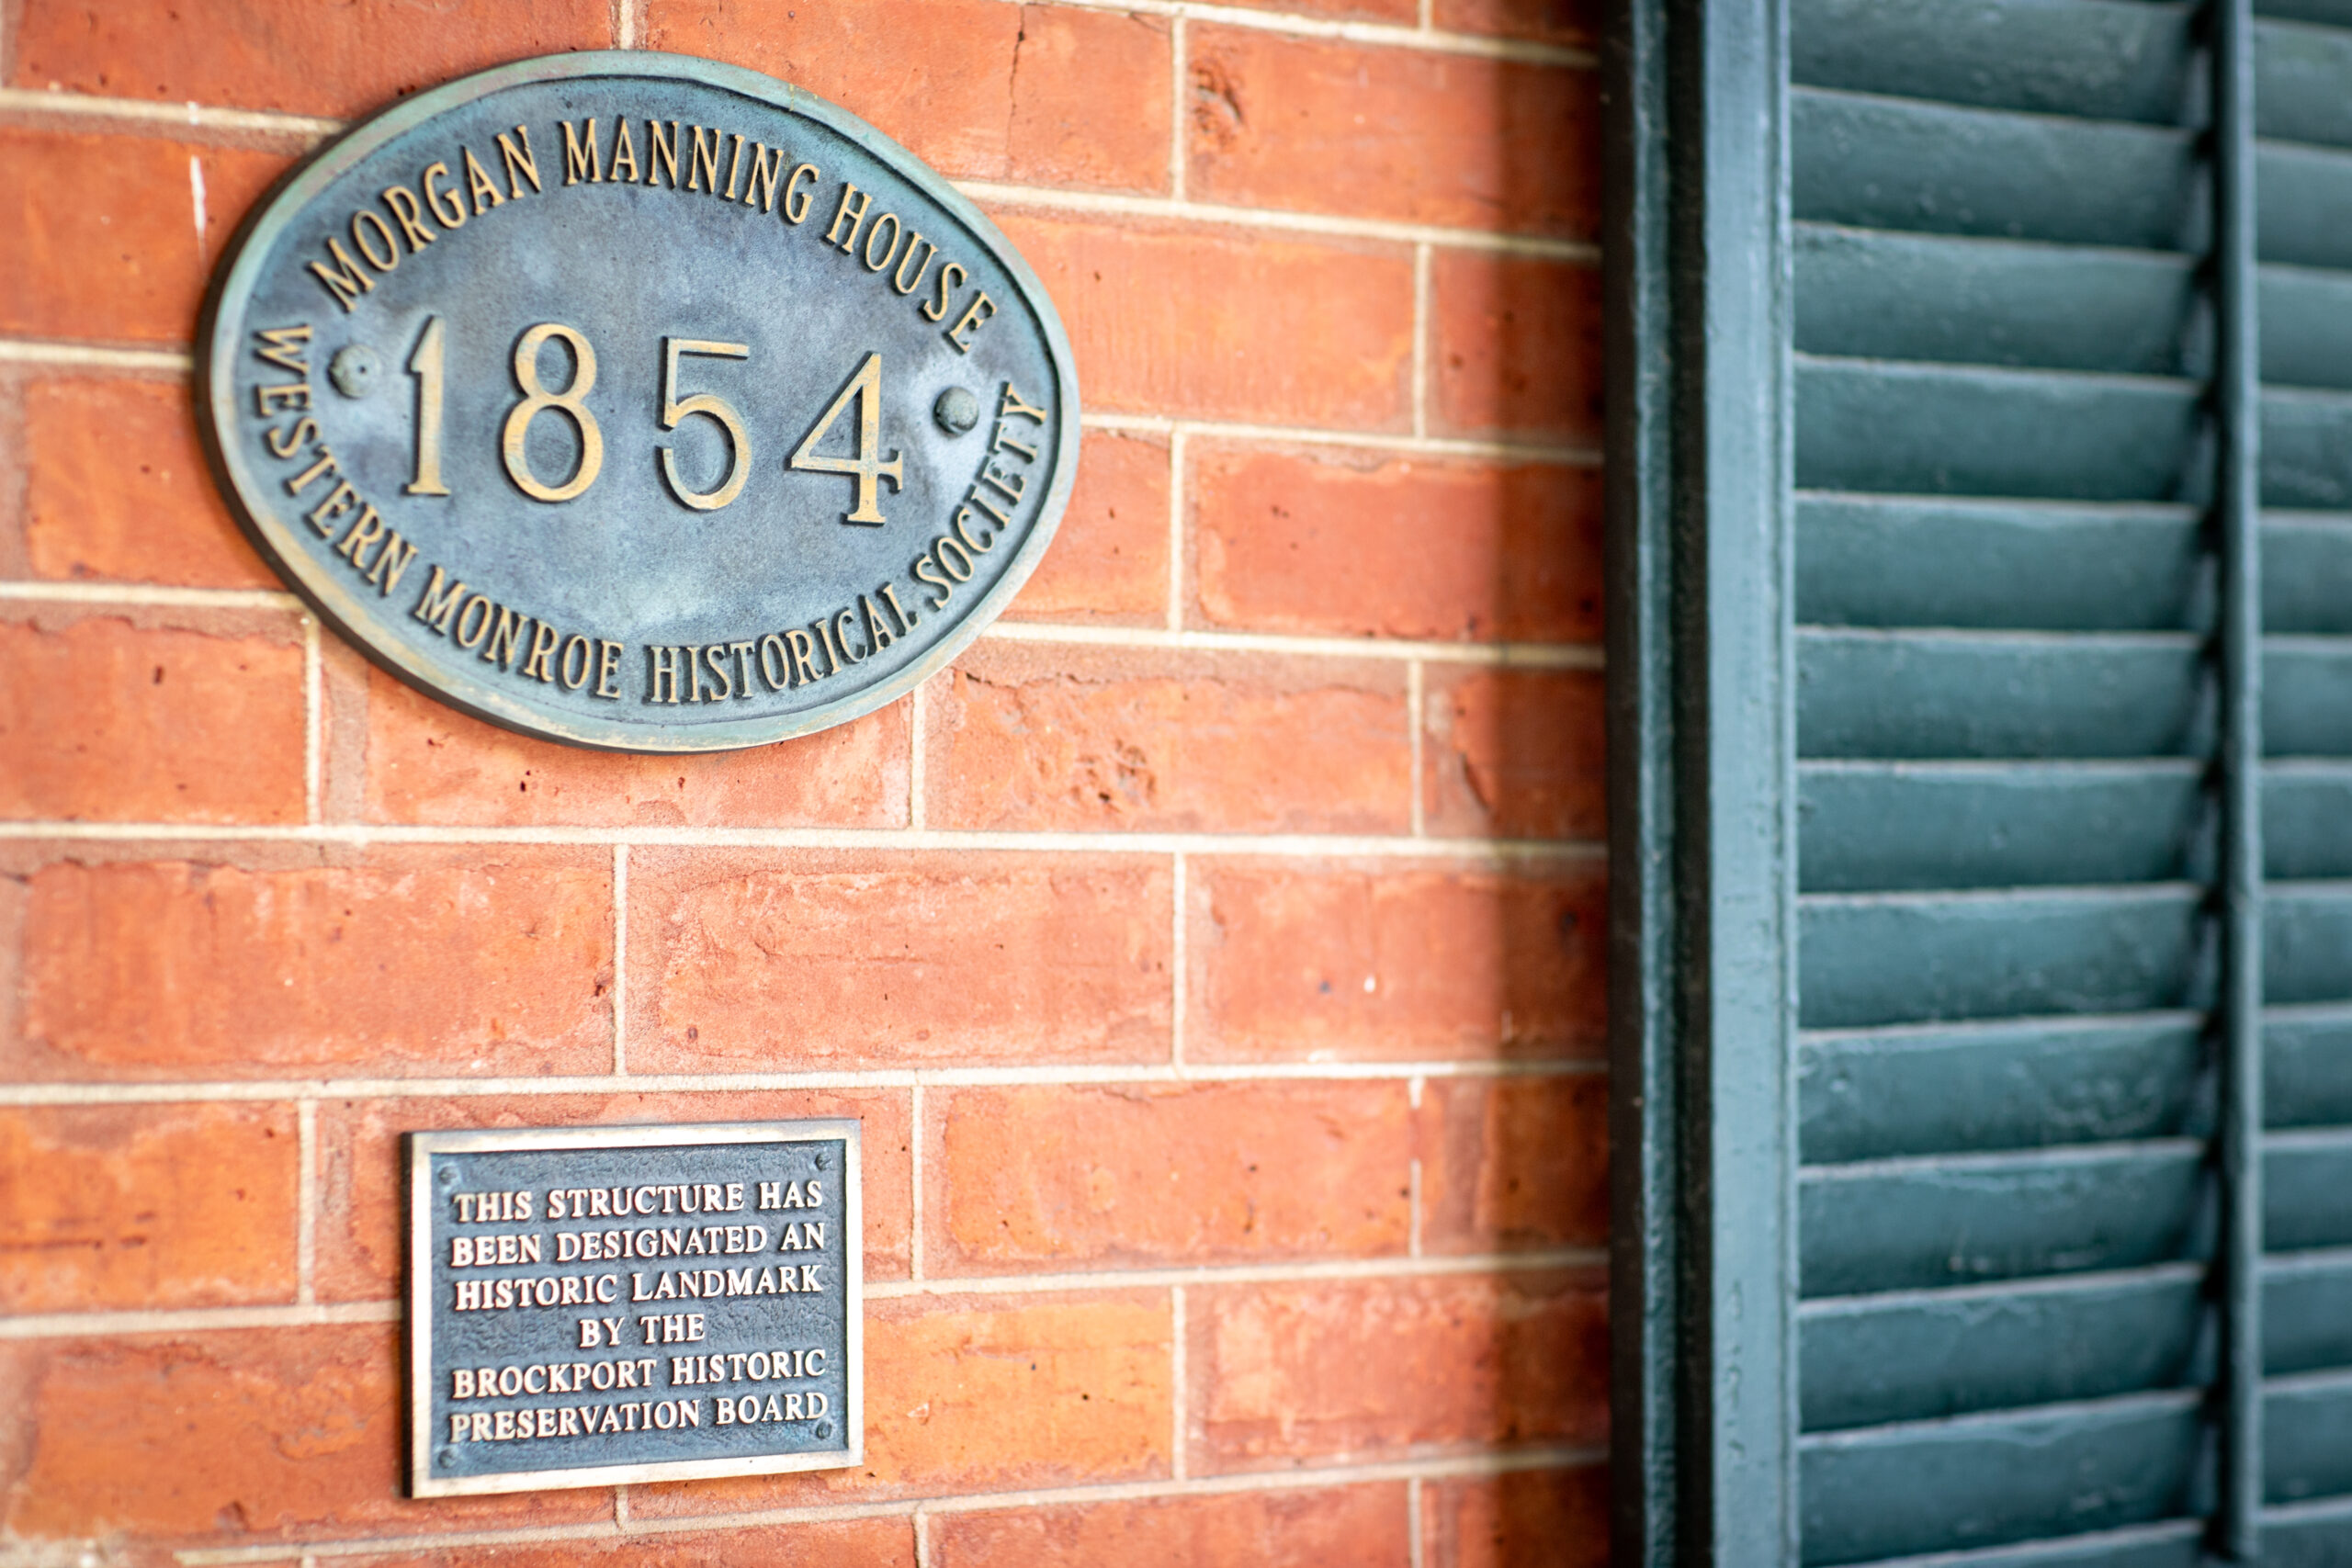 MORGAN MANNING HOUSE
1854
WESTERN MONROE HISTORICAL SOCIETY
THIS STRUCTURE HAS
BEEN DESIGNATED AN
HISTORIC LANDMARK
BY THE
BROCKPORT HISTORIC
PRESERVATION BOARD